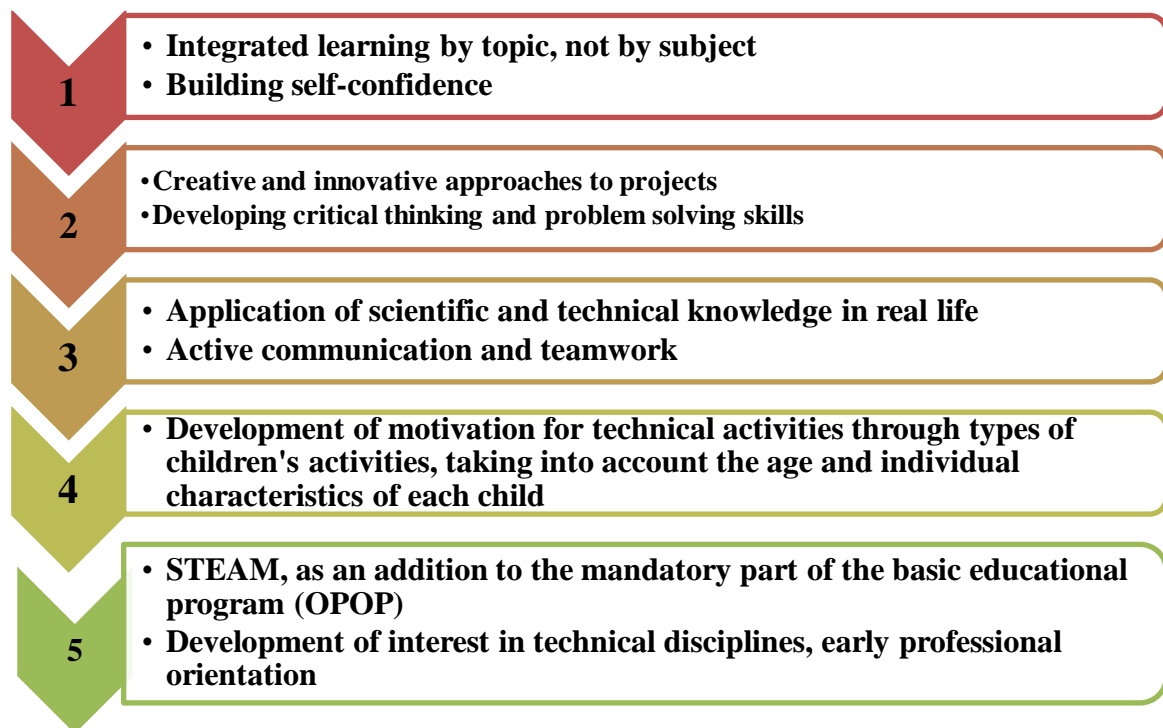 1
• Integrated learning by topic, not by subject
• Building self-confidence
2
•Creative and innovative approaches to projects
•Developing critical thinking and problem solving skills
3
• Application of scientific and technical knowledge in real life
• Active communication and teamwork
4
• Development of motivation for technical activities through types of
children's activities, taking into account the age and individual
characteristics of each child
5
• STEAM, as an addition to the mandatory part of the basic educational
program (OPOP)
• Development of interest in technical disciplines, early professional
orientation